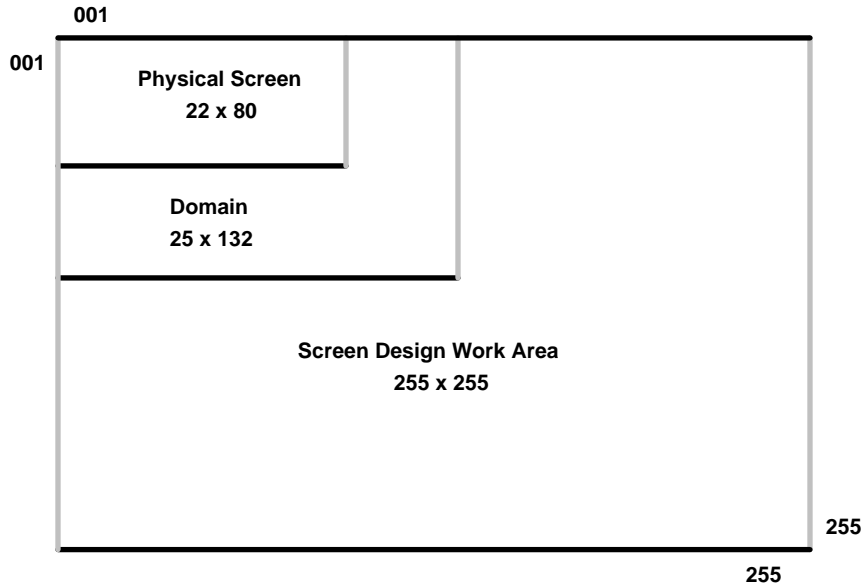 001
001
Physical Screen
22 x 80
Domain
25 x 132
Screen Design Work Area
255 x 255
255
255